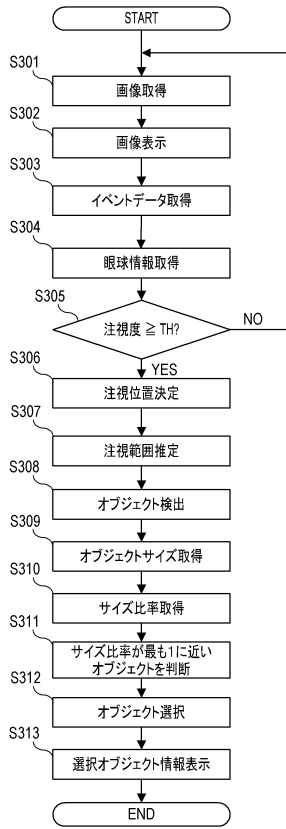 START
S301
画像取得
S302
画像表示
S303
イベントデータ取得
S304
眼球情報取得
S305
注視度 ≧ TH?
NO
YES
S306
注視位置決定
S307
注視範囲推定
S308
オブジェクト検出
S309
オブジェクトサイズ取得
S310
サイズ比率取得
S311
サイズ比率が最も1に近い
オブジェクトを判断
S312
オブジェクト選択
S313
選択オブジェクト情報表示
END